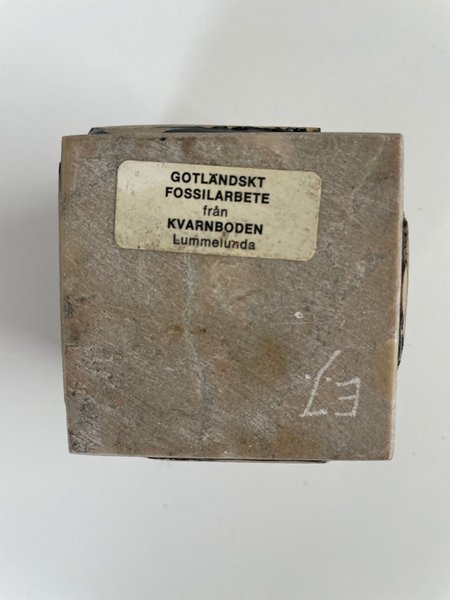 GOTLÄNDSKT
FOSSILARBETE
från
KVARNBODEN
Lummelunda
E.J.